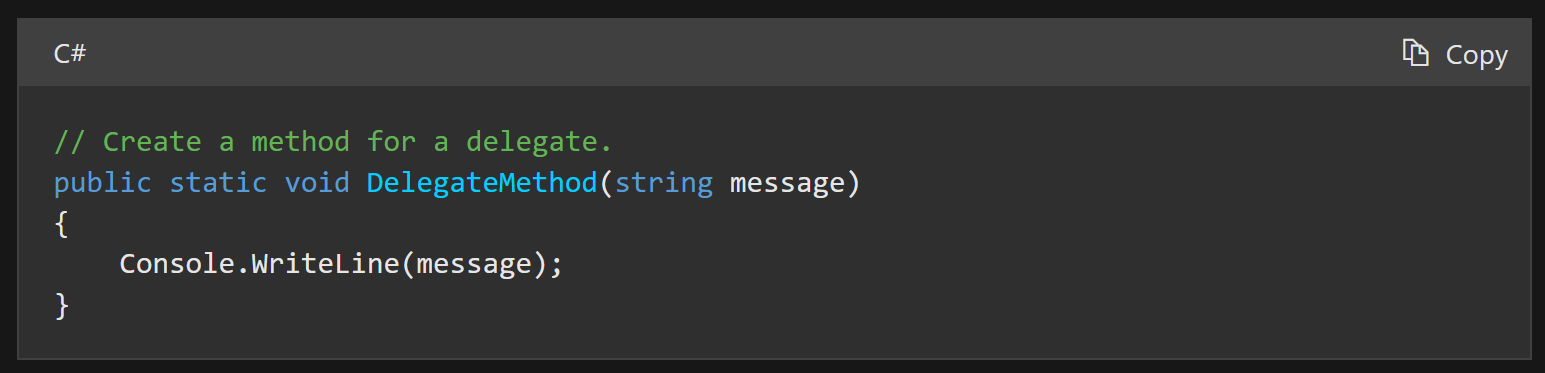 C#
Copy
// Create a method for a delegate.
public static void DelegateMethod(string message)
{
    Console.WriteLine(message);
}